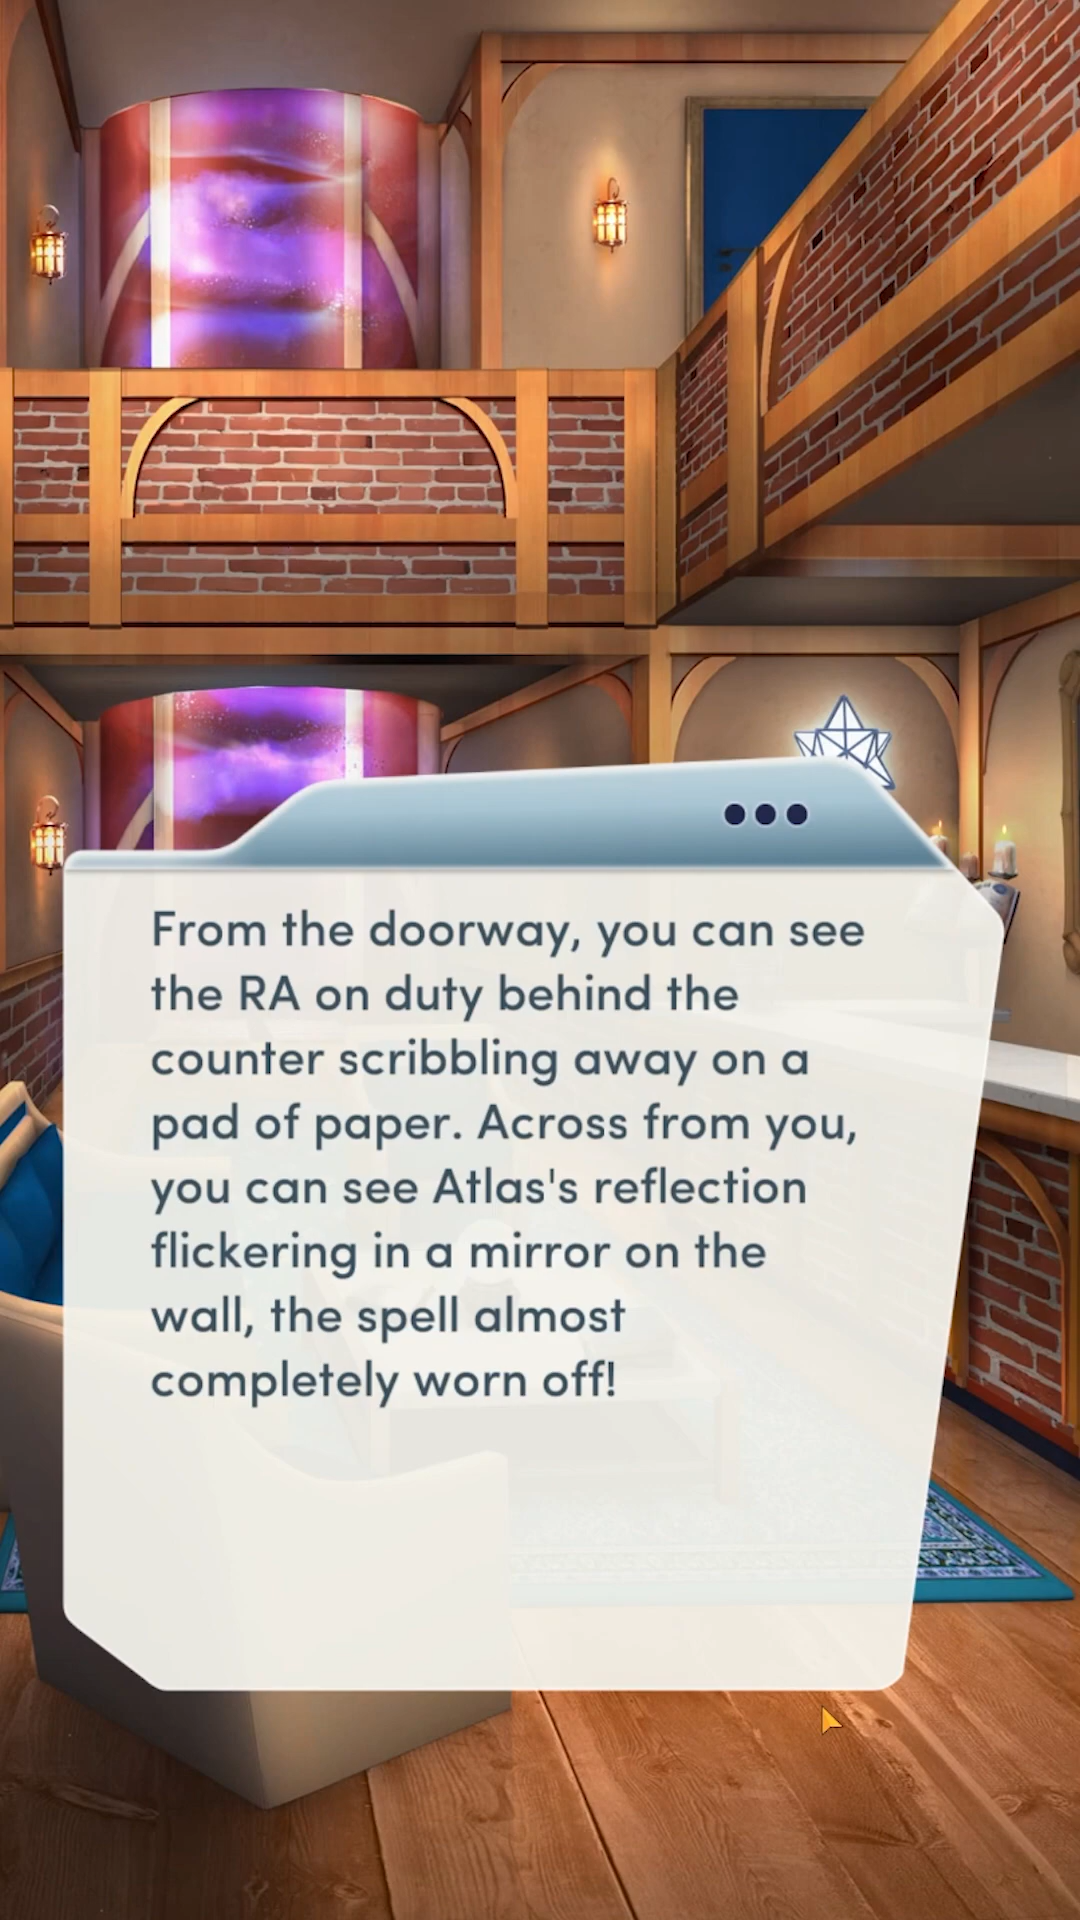 From the doorway, you can see
the RA on duty behind the
counter scribbling away on a
pad of paper. Across from you,
you can see Atlas's reflection
flickering in a mirror on the
wall, the spell almost
completely worn off!